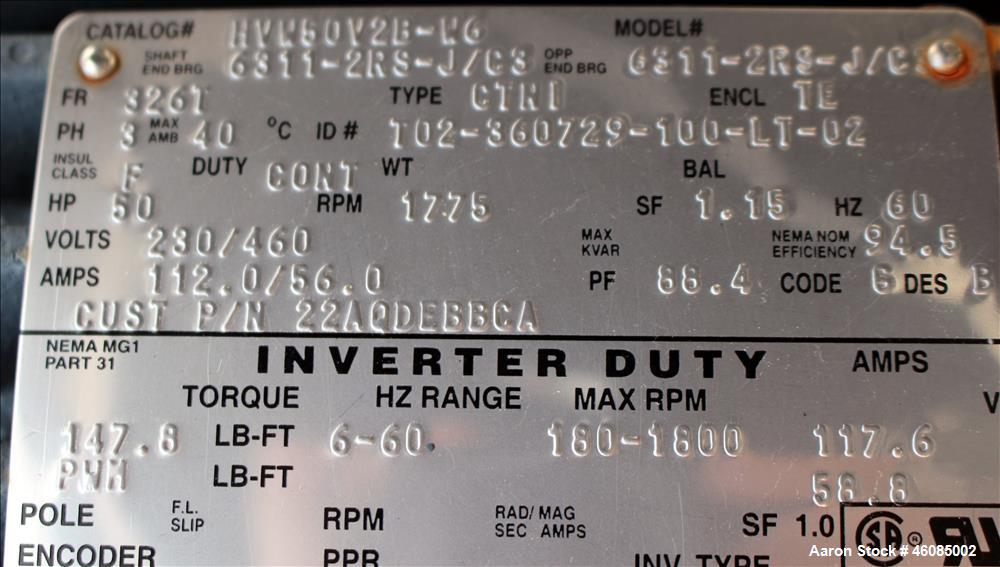 CATALOG# HVW50V2B-W6 MODEL#
SHAFT END BRG 6311-2RS-J/C3 OPP END BRG 6311-2RS-J/C3
FR 326T TYPE CTHI ENCL TE
PH 3 MAX AMB 40 °C ID# T02-360729-100-LT-02
INSUL CLASS F DUTY CONT WT BAL
HP 50 RPM 1775 SF 1.15 HZ 60
VOLTS 230/460 MAX KVAR NEMA NOM EFFICIENCY 94.5
AMPS 112.0/56.0 PF 88.4 CODE DES B
CUST P/N 22AQDEBBCA
NEMA MG1 PART 31 INVERTER DUTY AMPS
TORQUE HZ RANGE MAX RPM V
147.8 LB-FT 6-60 180-1800 117.6
PWM LB-FT 58.8
POLE F.L. SLIP RPM RAD/SEC MAG AMPS SF 1.0
ENCODER PPR INV. TYPE
Aaron Stock # 46085002